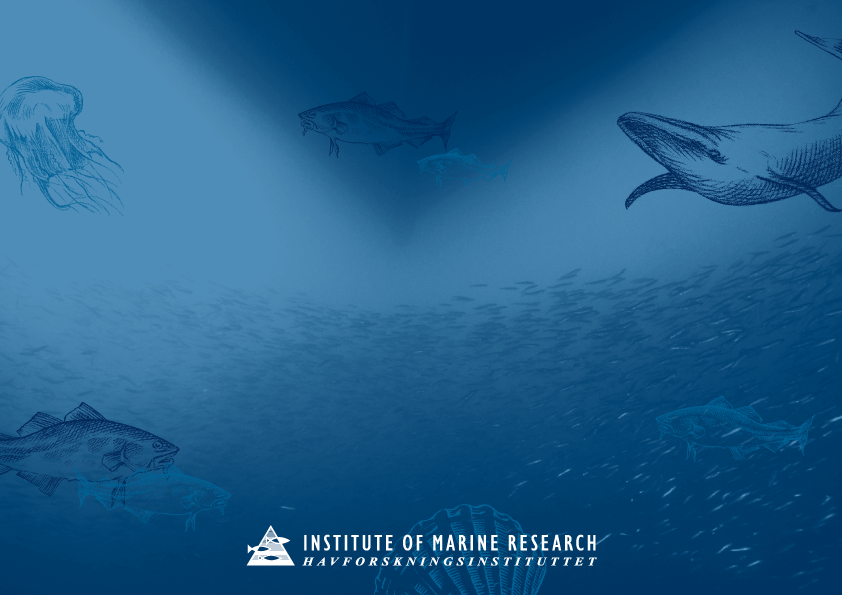 INSTITUTE OF MARINE RESEARCH
HAVFORSKNINGSINSTITUTTET